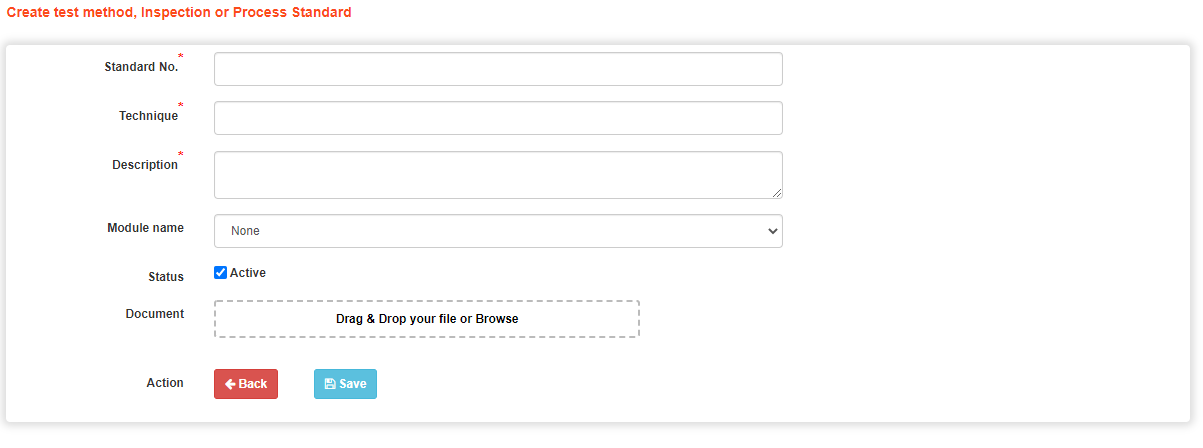 Create test method, Inspection or Process Standard
Standard No.*
Technique*
Description*
Module name
None
Status
Active
Document
Drag & Drop your file or Browse
Action
Back
Save